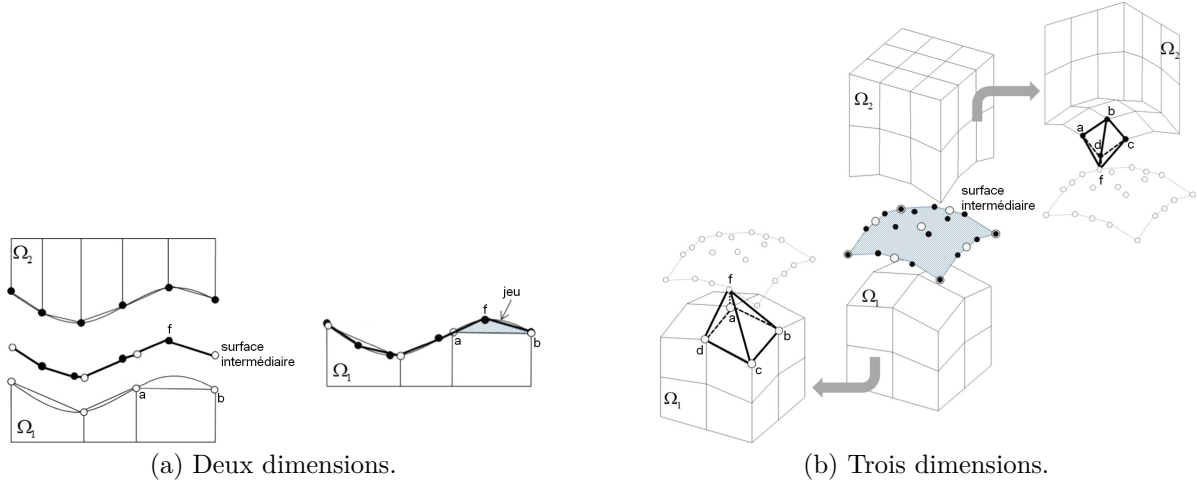 Ω₂
f
surface
intermédiaire
a
b
Ω₁
jeu
f
a
b
Ω₁
(a) Deux dimensions.
Ω₂
Ω₂
b
a
d
c
f
surface
intermédiaire
f
a
b
d
c
Ω₁
Ω₁
(b) Trois dimensions.